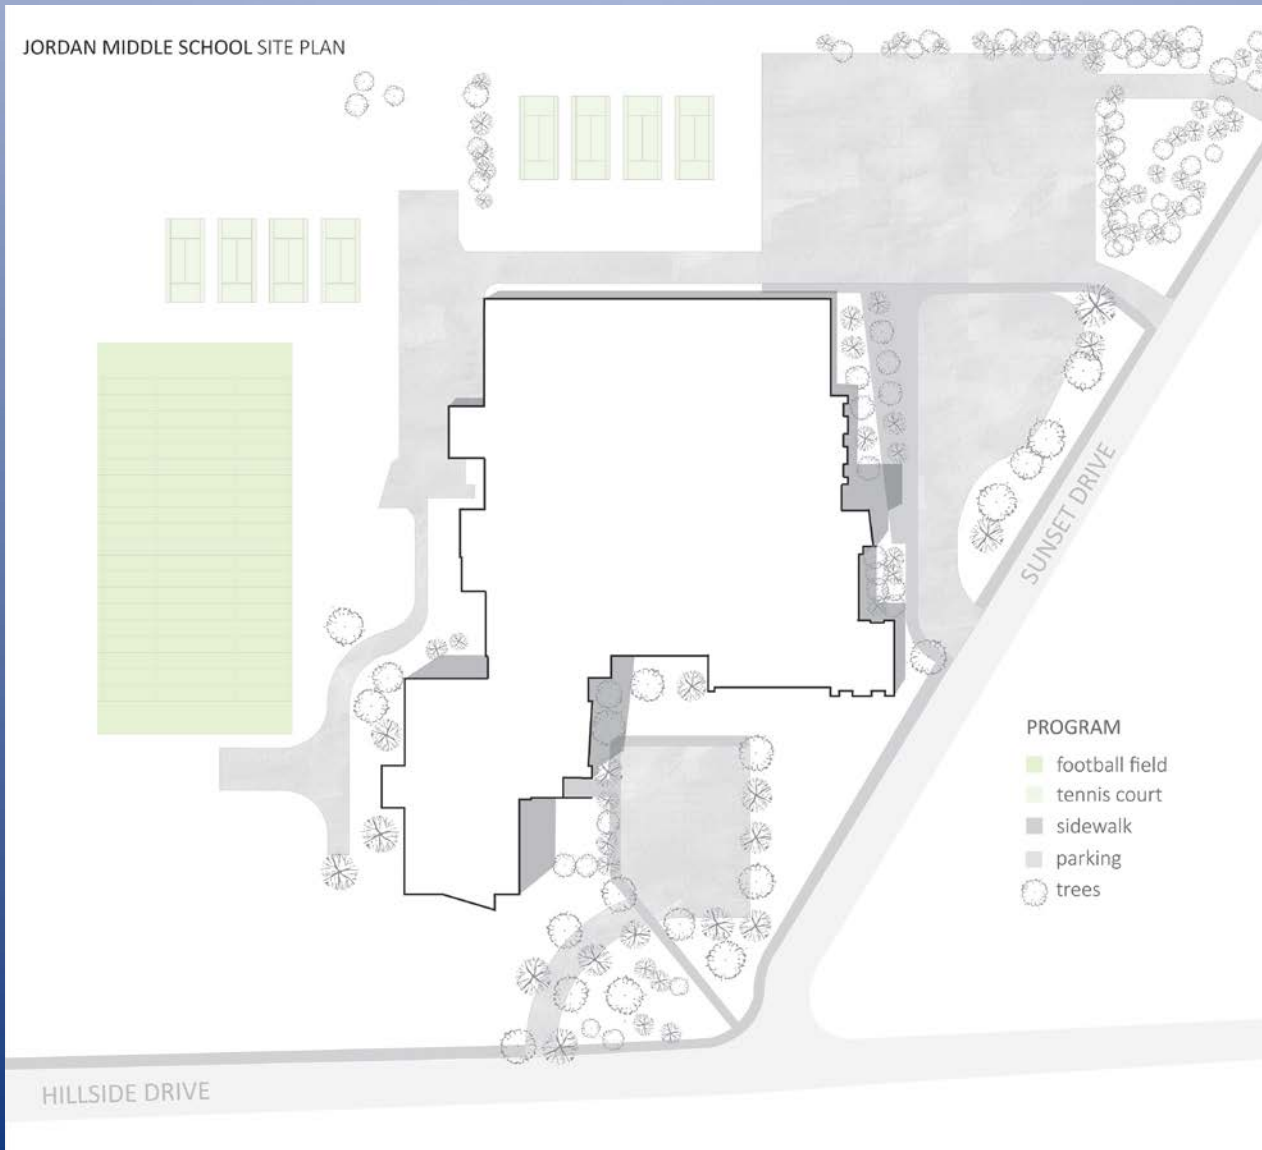 JORDAN MIDDLE SCHOOL SITE PLAN
SUNSET DRIVE
PROGRAM
football field
tennis court
sidewalk
parking
trees
HILLSIDE DRIVE